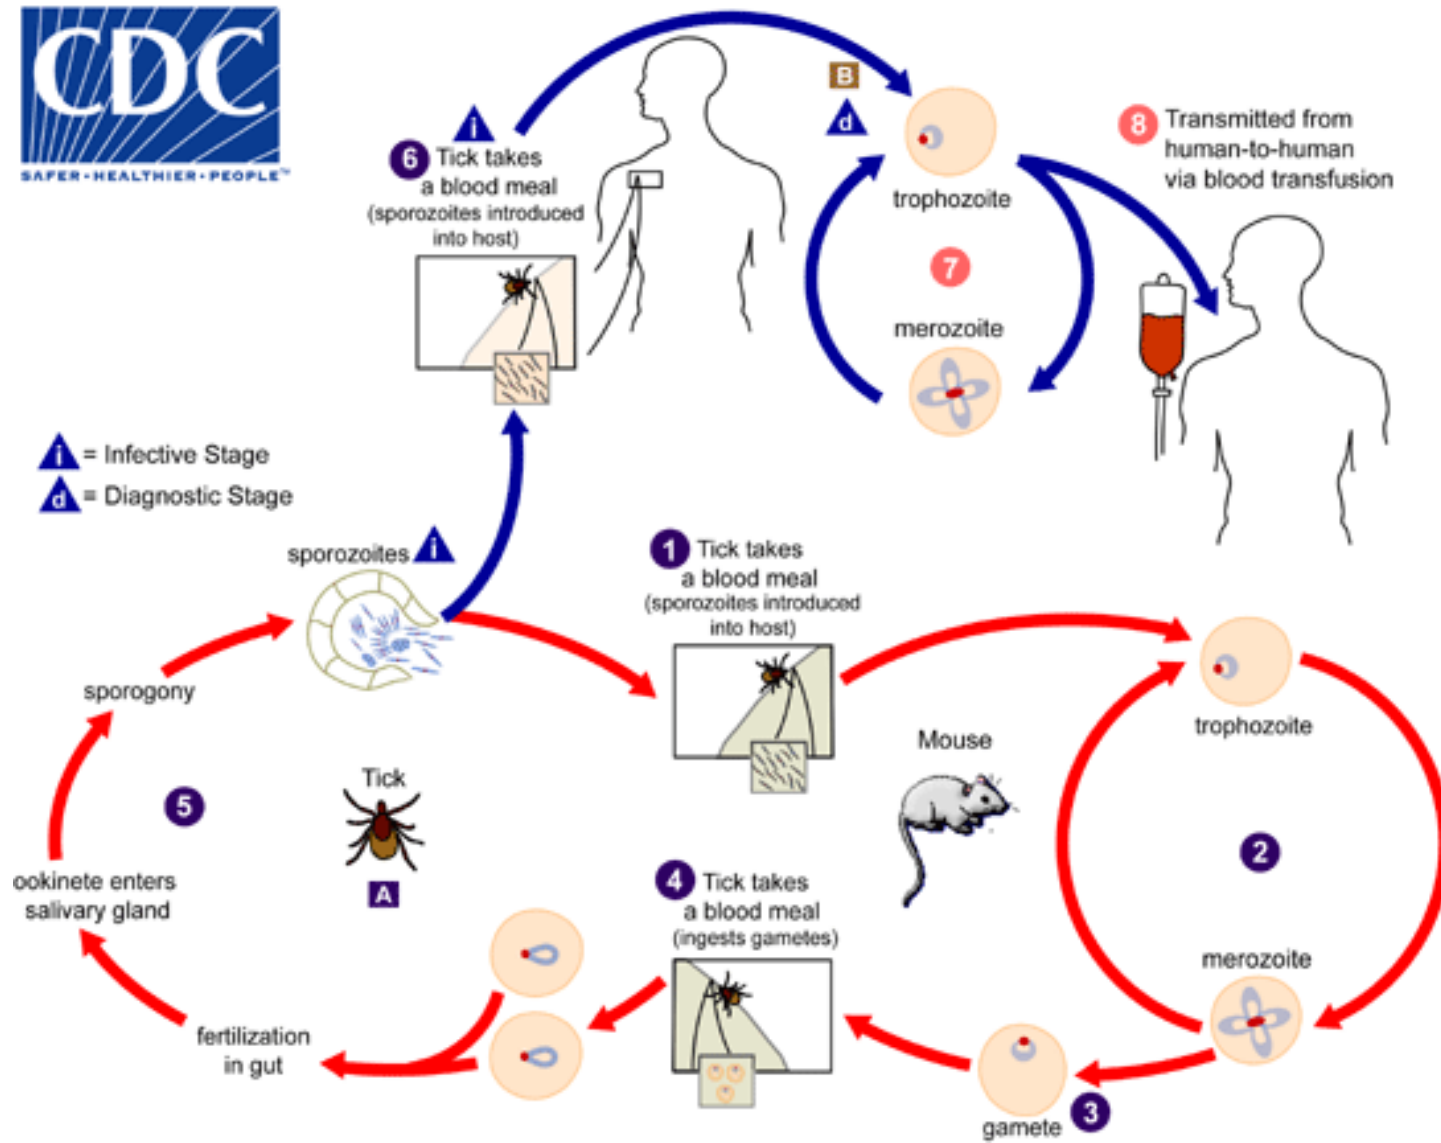 CDC
SAFER·HEALTHIER·PEOPLE™
i
6 Tick takes
a blood meal
(sporozoites introduced
into host)
B
d
trophozoite
7
merozoite
8 Transmitted from
human-to-human
via blood transfusion
i = Infective Stage
d = Diagnostic Stage
sporozoites i
1 Tick takes
a blood meal
(sporozoites introduced
into host)
sporogony
trophozoite
Mouse
Tick
5
A
2
ookinete enters
salivary gland
4 Tick takes
a blood meal
(ingests gametes)
merozoite
fertilization
in gut
3
gamete